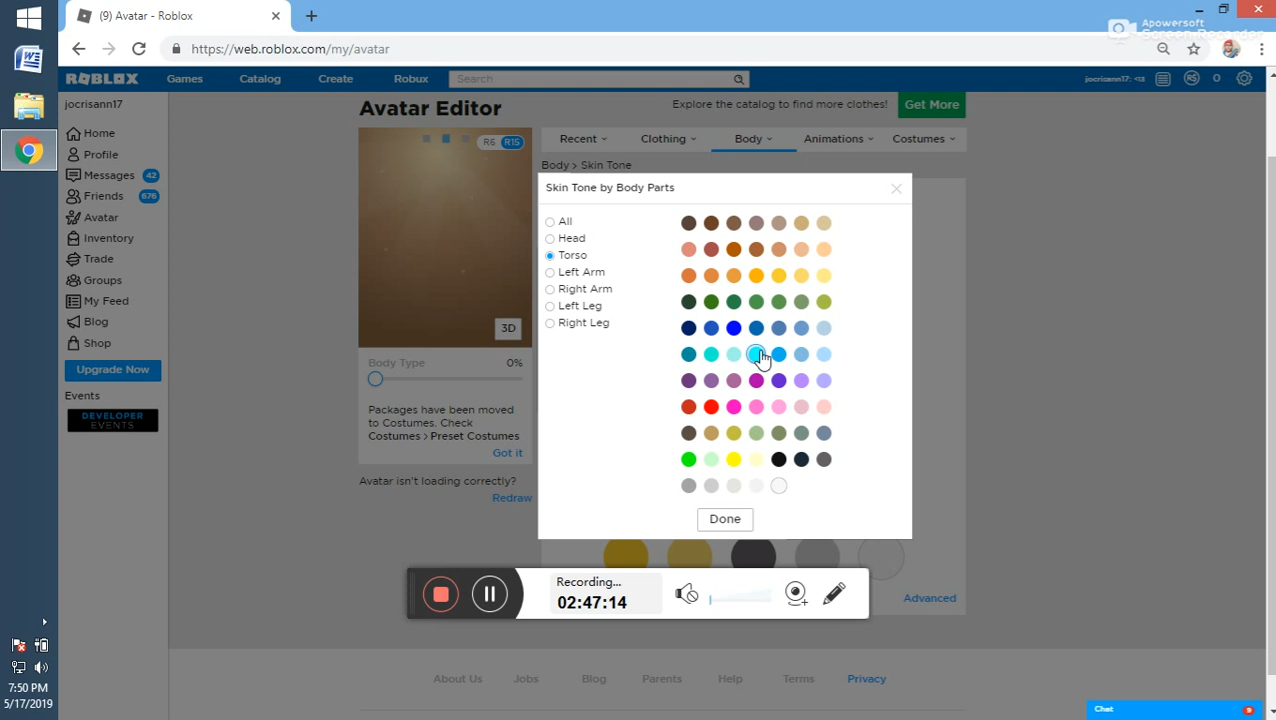 (9) Avatar - Roblox
Apowersoft
Screen Recorder
https://web.roblox.com/my/avatar
ROBLOX
Games
Catalog
Create
Robux
Search
jocrisann17: <13
R$
0
jocrisann17
Home
Profile
Messages 42
Friends 676
Avatar
Inventory
Trade
Groups
My Feed
Blog
Shop
Upgrade Now
Events
DEVELOPER
EVENTS
Avatar Editor
Explore the catalog to find more clothes!
Get More
R6 R15
3D
Body Type 0%
Packages have been moved
to Costumes. Check
Costumes > Preset Costumes
Got it
Avatar isn't loading correctly?
Redraw
Recent
Clothing
Body
Animations
Costumes
Body > Skin Tone
Skin Tone by Body Parts
All
Head
Torso
Left Arm
Right Arm
Left Leg
Right Leg
Done
Recording...
02:47:14
Advanced
About Us
Jobs
Blog
Parents
Help
Terms
Privacy
Chat
9
7:50 PM
5/17/2019